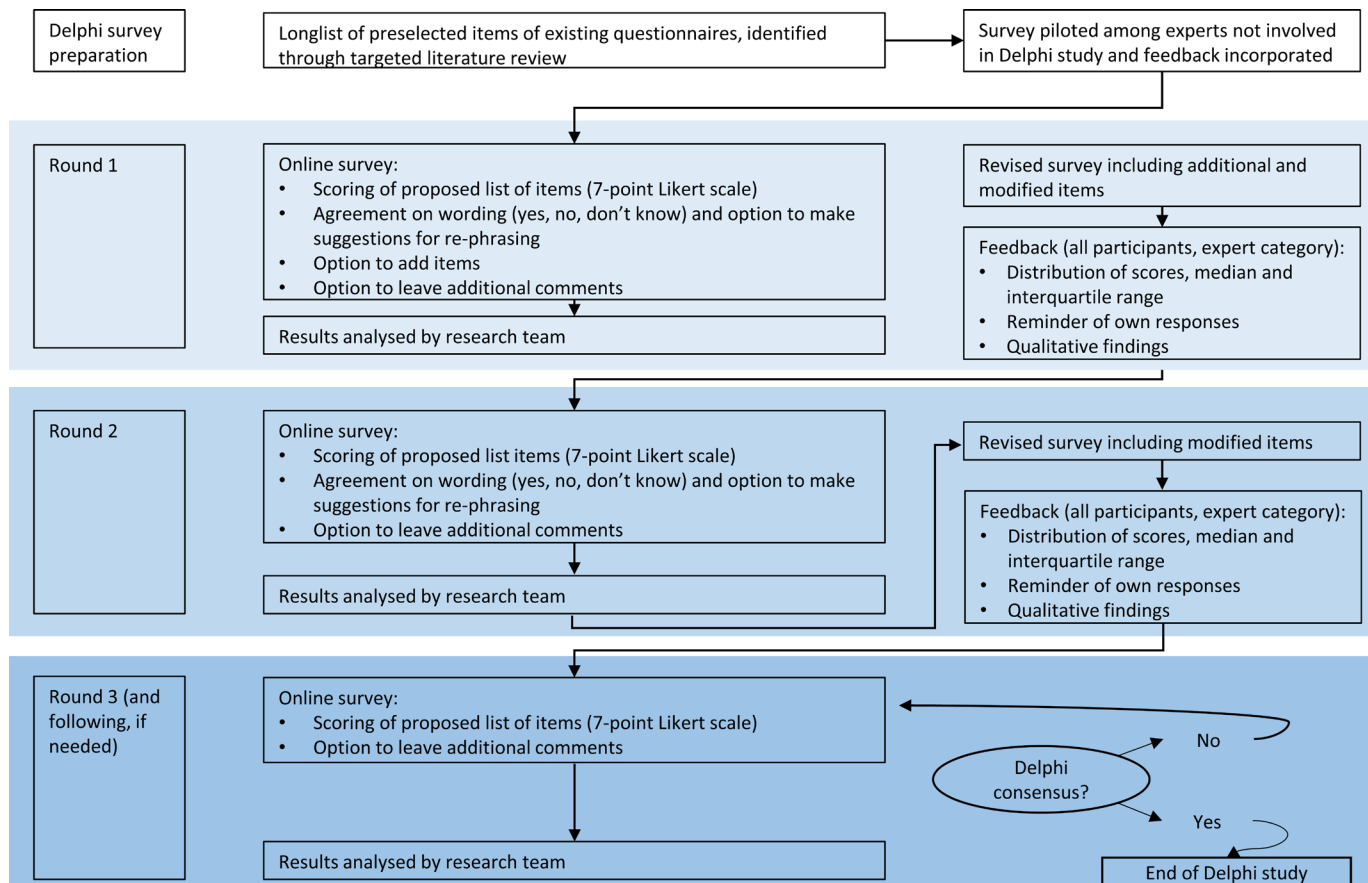 Delphi survey
preparation
Longlist of preselected items of existing questionnaires, identified
through targeted literature review
Survey piloted among experts not involved
in Delphi study and feedback incorporated
Round 1
Online survey:
• Scoring of proposed list of items (7-point Likert scale)
• Agreement on wording (yes, no, don’t know) and option to make
suggestions for re-phrasing
• Option to add items
• Option to leave additional comments
Results analysed by research team
Revised survey including additional and
modified items
Feedback (all participants, expert category):
• Distribution of scores, median and
interquartile range
• Reminder of own responses
• Qualitative findings
Round 2
Online survey:
• Scoring of proposed list items (7-point Likert scale)
• Agreement on wording (yes, no, don’t know) and option to make
suggestions for re-phrasing
• Option to leave additional comments
Results analysed by research team
Revised survey including modified items
Feedback (all participants, expert category):
• Distribution of scores, median and
interquartile range
• Reminder of own responses
• Qualitative findings
Round 3 (and
following, if
needed)
Online survey:
• Scoring of proposed list of items (7-point Likert scale)
• Option to leave additional comments
Results analysed by research team
Delphi
consensus?
No
Yes
End of Delphi study